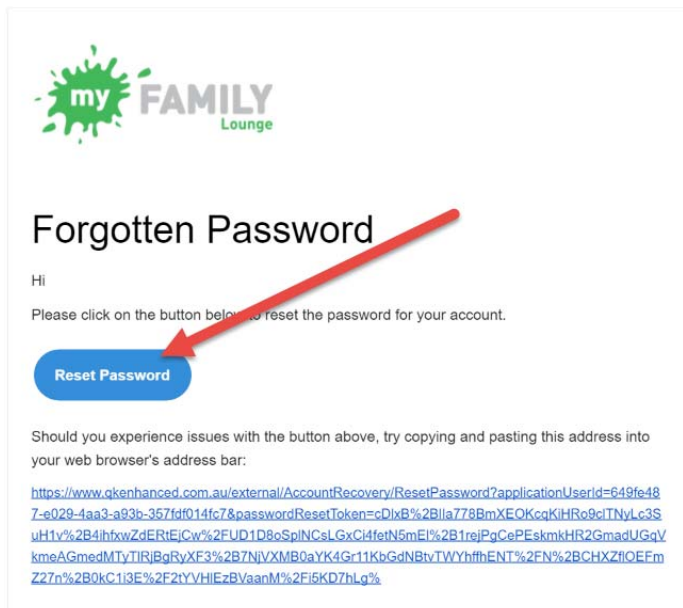 my FAMILY
Lounge
Forgotten Password
Hi
Please click on the button below to reset the password for your account.
Reset Password
Should you experience issues with the button above, try copying and pasting this address into
your web browser's address bar:
https://www.qkenhanced.com.au/external/AccountRecovery/ResetPassword?applicationUserId=649fe48
7-e029-4aa3-a93b-357fdf014fc7&passwordResetToken=cDlxB%2BIla778BmXEOKcqKiHRo9clTNyLc3S
uH1v%2B4ihfxwZdERtEjCw%2FUD1D8oSplNCsLGxCi4fetN5mEl%2B1rejPgCePEskmkHR2GmadUGqV
kmeAGmedMTyTlRjBgRyXF3%2B7NjVXMB0aYK4Gr11KbGdNBtvTWYhffhENT%2FN%2BCHXZflOEFm
Z27n%2B0kC1i3E%2F2tYVHlEzBVaanM%2Fi5KD7hLg%